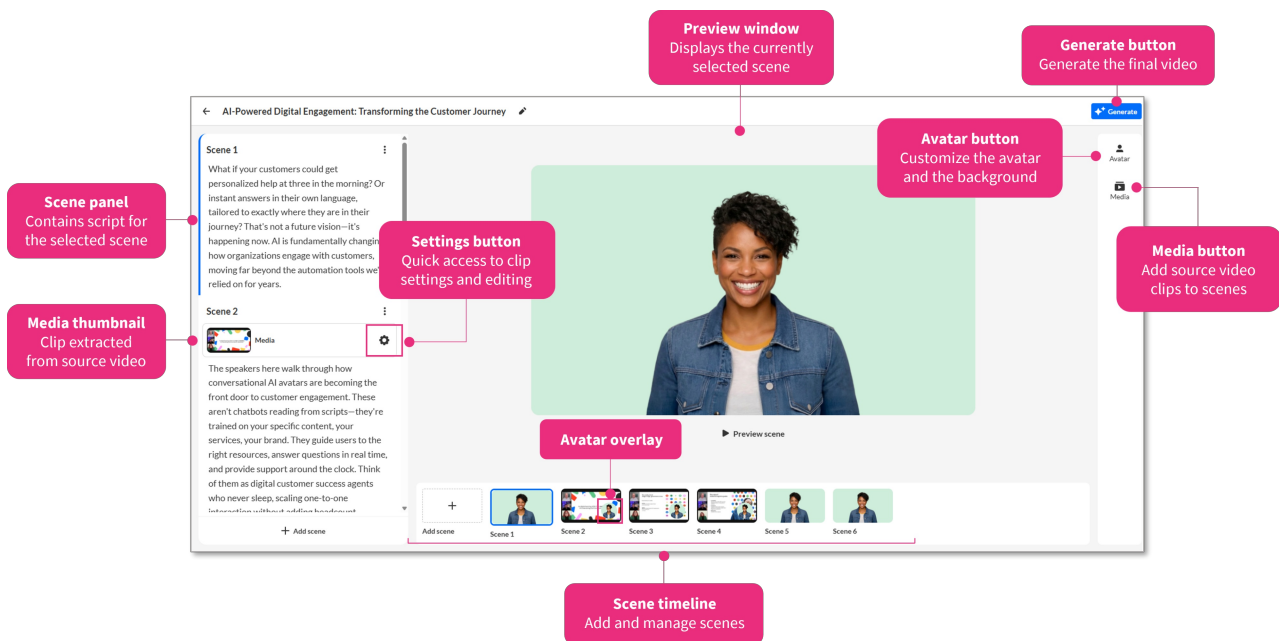 Preview window
Displays the currently
selected scene
Generate button
Generate the final video
AI-Powered Digital Engagement: Transforming the Customer Journey
Generate
Avatar button
Customize the avatar
and the background
Avatar
Media
Scene 1
What if your customers could get
personalized help at three in the morning? Or
instant answers in their own language,
tailored to exactly where they are in their
journey? That's not a future vision—it's
happening now. AI is fundamentally changin
how organizations engage with customers,
moving far beyond the automation tools we'
relied on for years.
Scene panel
Contains script for
the selected scene
Settings button
Quick access to clip
settings and editing
Media button
Add source video
clips to scenes
Scene 2
Media
Media thumbnail
Clip extracted
from source video
The speakers here walk through how
conversational AI avatars are becoming the
front door to customer engagement. These
aren't chatbots reading from scripts—they're
trained on your specific content, your
services, your brand. They guide users to the
right resources, answer questions in real time,
and provide support around the clock. Think
of them as digital customer success agents
who never sleep, scaling one-to-one
interaction without adding headcount
Add scene
Preview scene
Avatar overlay
Add scene
Scene 1
Scene 2
Scene 3
Scene 4
Scene 5
Scene 6
Scene timeline
Add and manage scenes